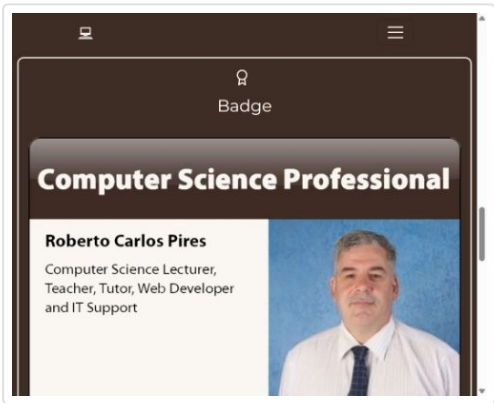 Badge
Computer Science Professional
Roberto Carlos Pires
Computer Science Lecturer,
Teacher, Tutor, Web Developer
and IT Support